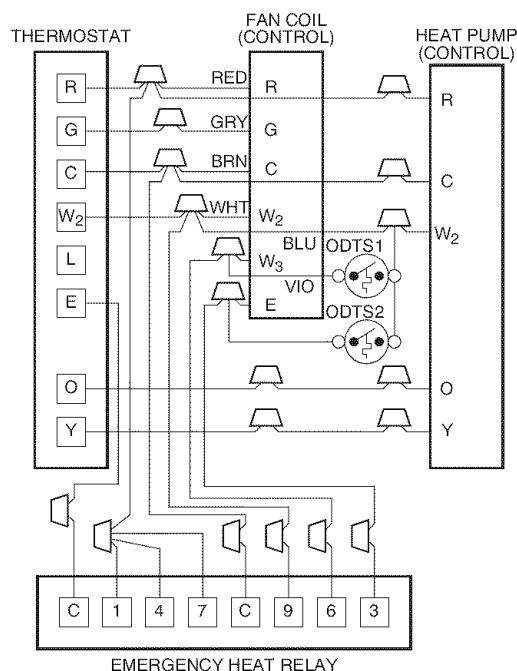 THERMOSTAT
FAN COIL
(CONTROL)
HEAT PUMP
(CONTROL)
R RED R R
G GRY G
C BRN C C
W2 WHT W2 W2
BLU
L W3 ODTS1
VIO
E E ODTS2
O O
Y Y
C 1 4 7 C 9 6 3
EMERGENCY HEAT RELAY